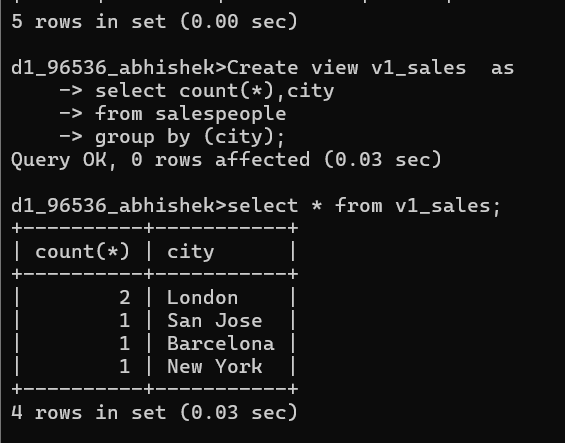 5 rows in set (0.00 sec)
d1_96536_abhishek>Create view v1_sales  as
    -> select count(*),city
    -> from salespeople
    -> group by (city);
Query OK, 0 rows affected (0.03 sec)
d1_96536_abhishek>select * from v1_sales;
+----------+-----------+
| count(*) | city      |
+----------+-----------+
|        2 | London    |
|        1 | San Jose  |
|        1 | Barcelona |
|        1 | New York  |
+----------+-----------+
4 rows in set (0.03 sec)